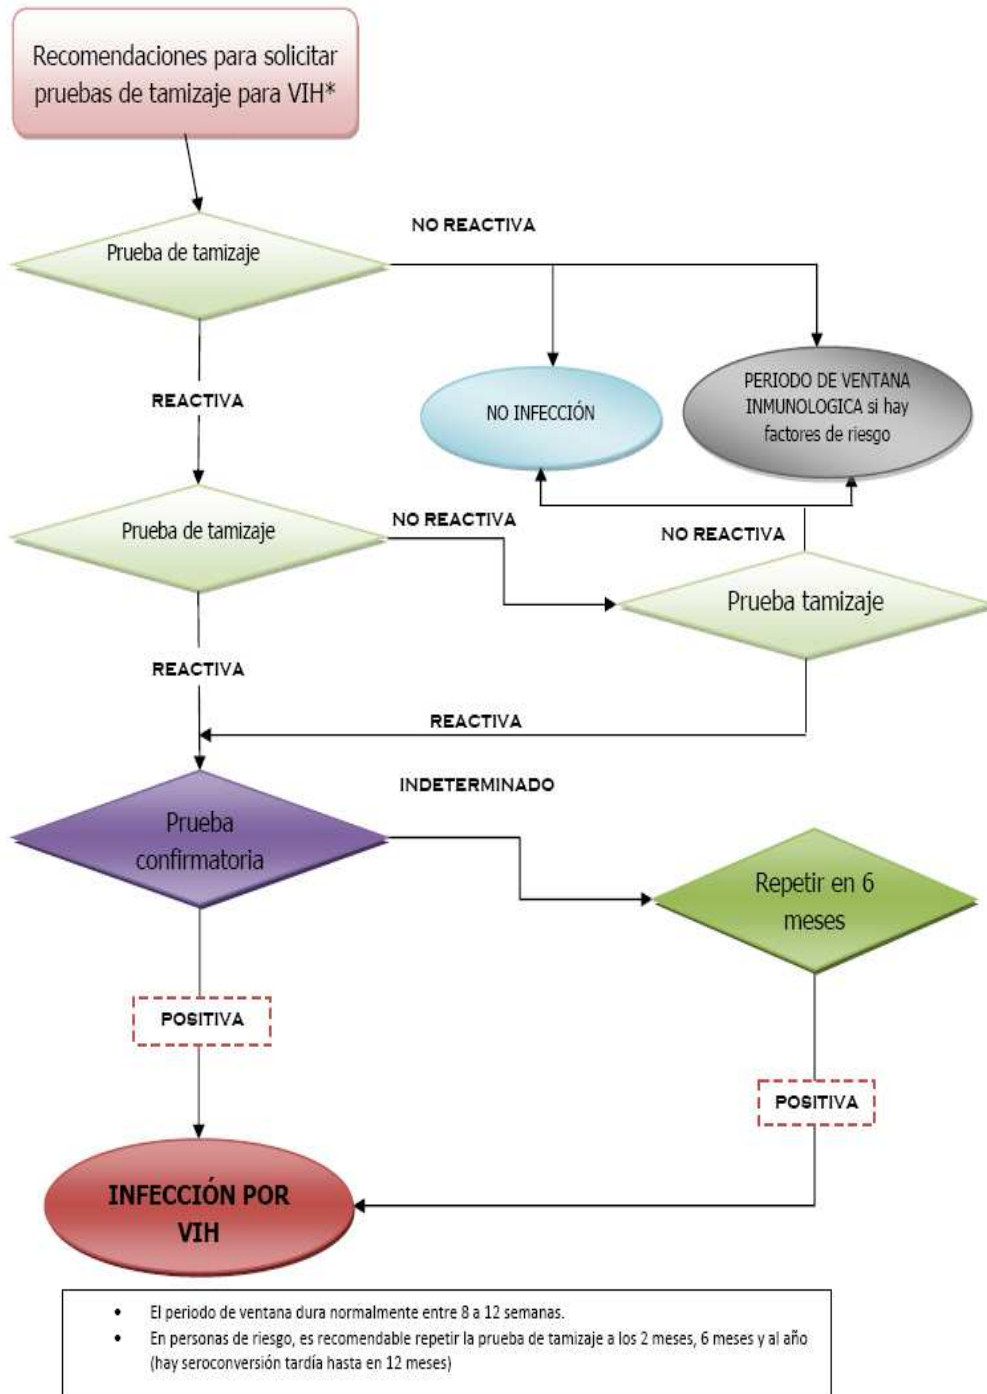 Recomendaciones para solicitar
pruebas de tamizaje para VIH*
Prueba de tamizaje
NO REACTIVA
REACTIVA
NO INFECCIÓN
PERIODO DE VENTANA
INMUNOLOGICA si hay
factores de riesgo
Prueba de tamizaje
NO REACTIVA
NO REACTIVA
Prueba tamizaje
REACTIVA
REACTIVA
Prueba
confirmatoria
INDETERMINADO
Repetir en 6
meses
POSITIVA
POSITIVA
INFECCIÓN POR
VIH
• El periodo de ventana dura normalmente entre 8 a 12 semanas.
• En personas de riesgo, es recomendable repetir la prueba de tamizaje a los 2 meses, 6 meses y al año
(hay seroconversión tardía hasta en 12 meses)